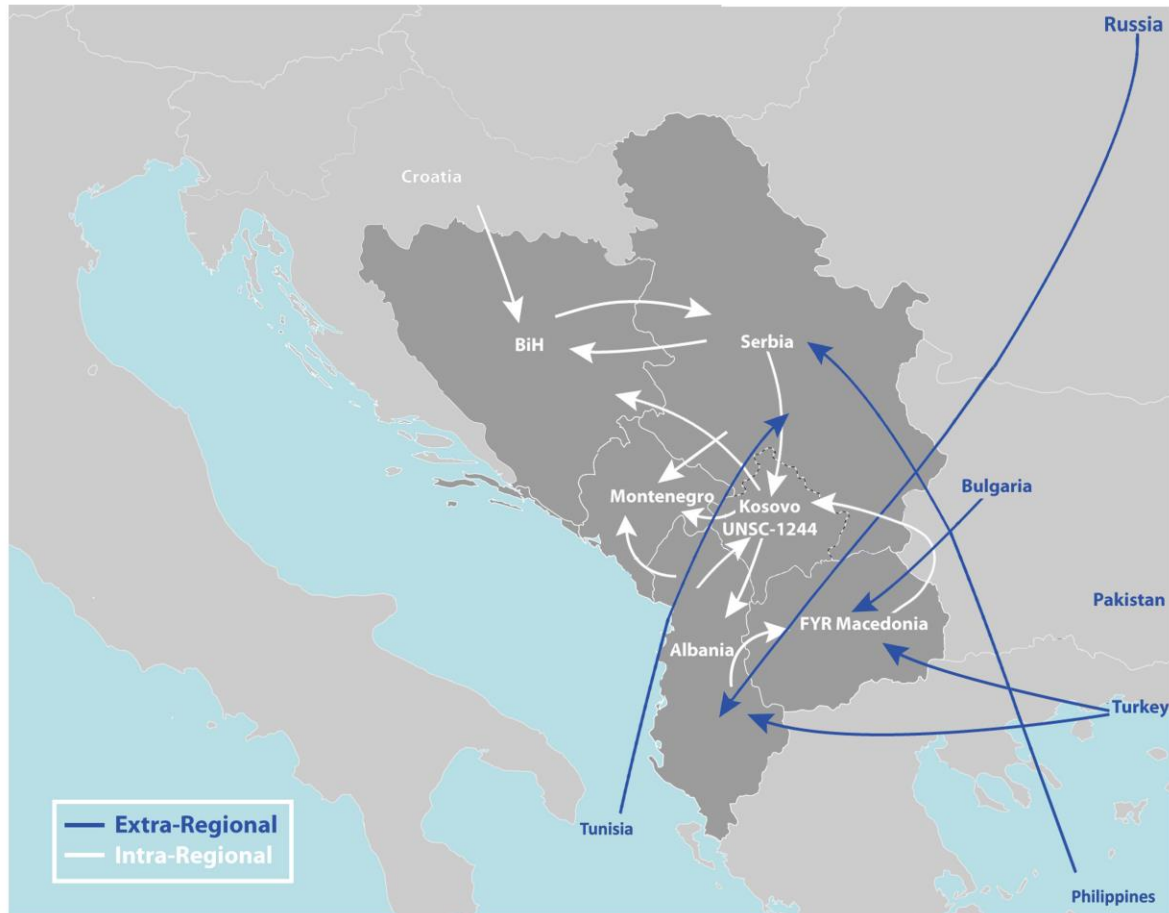 Russia
Croatia
BiH
Serbia
Bulgaria
Montenegro
Kosovo
UNSC-1244
Pakistan
FYR Macedonia
Albania
Turkey
Tunisia
Extra-Regional
Intra-Regional
Philippines